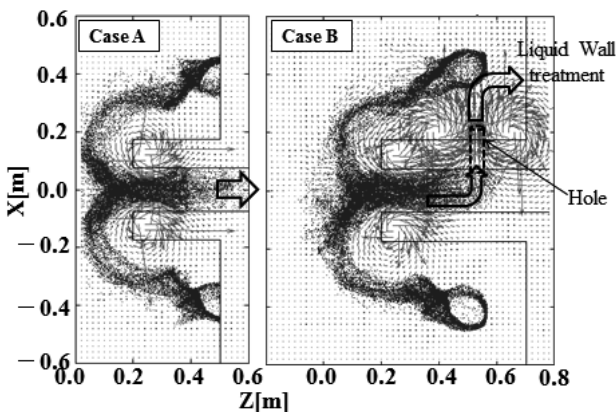 Case A
Case B
Liquid Wall
treatment
Hole
X[m]
0.6
0.4
0.2
0.0
−0.2
−0.4
−0.6
0.0 0.2 0.4 0.6
0.0 0.2 0.4 0.6 0.8
Z[m]